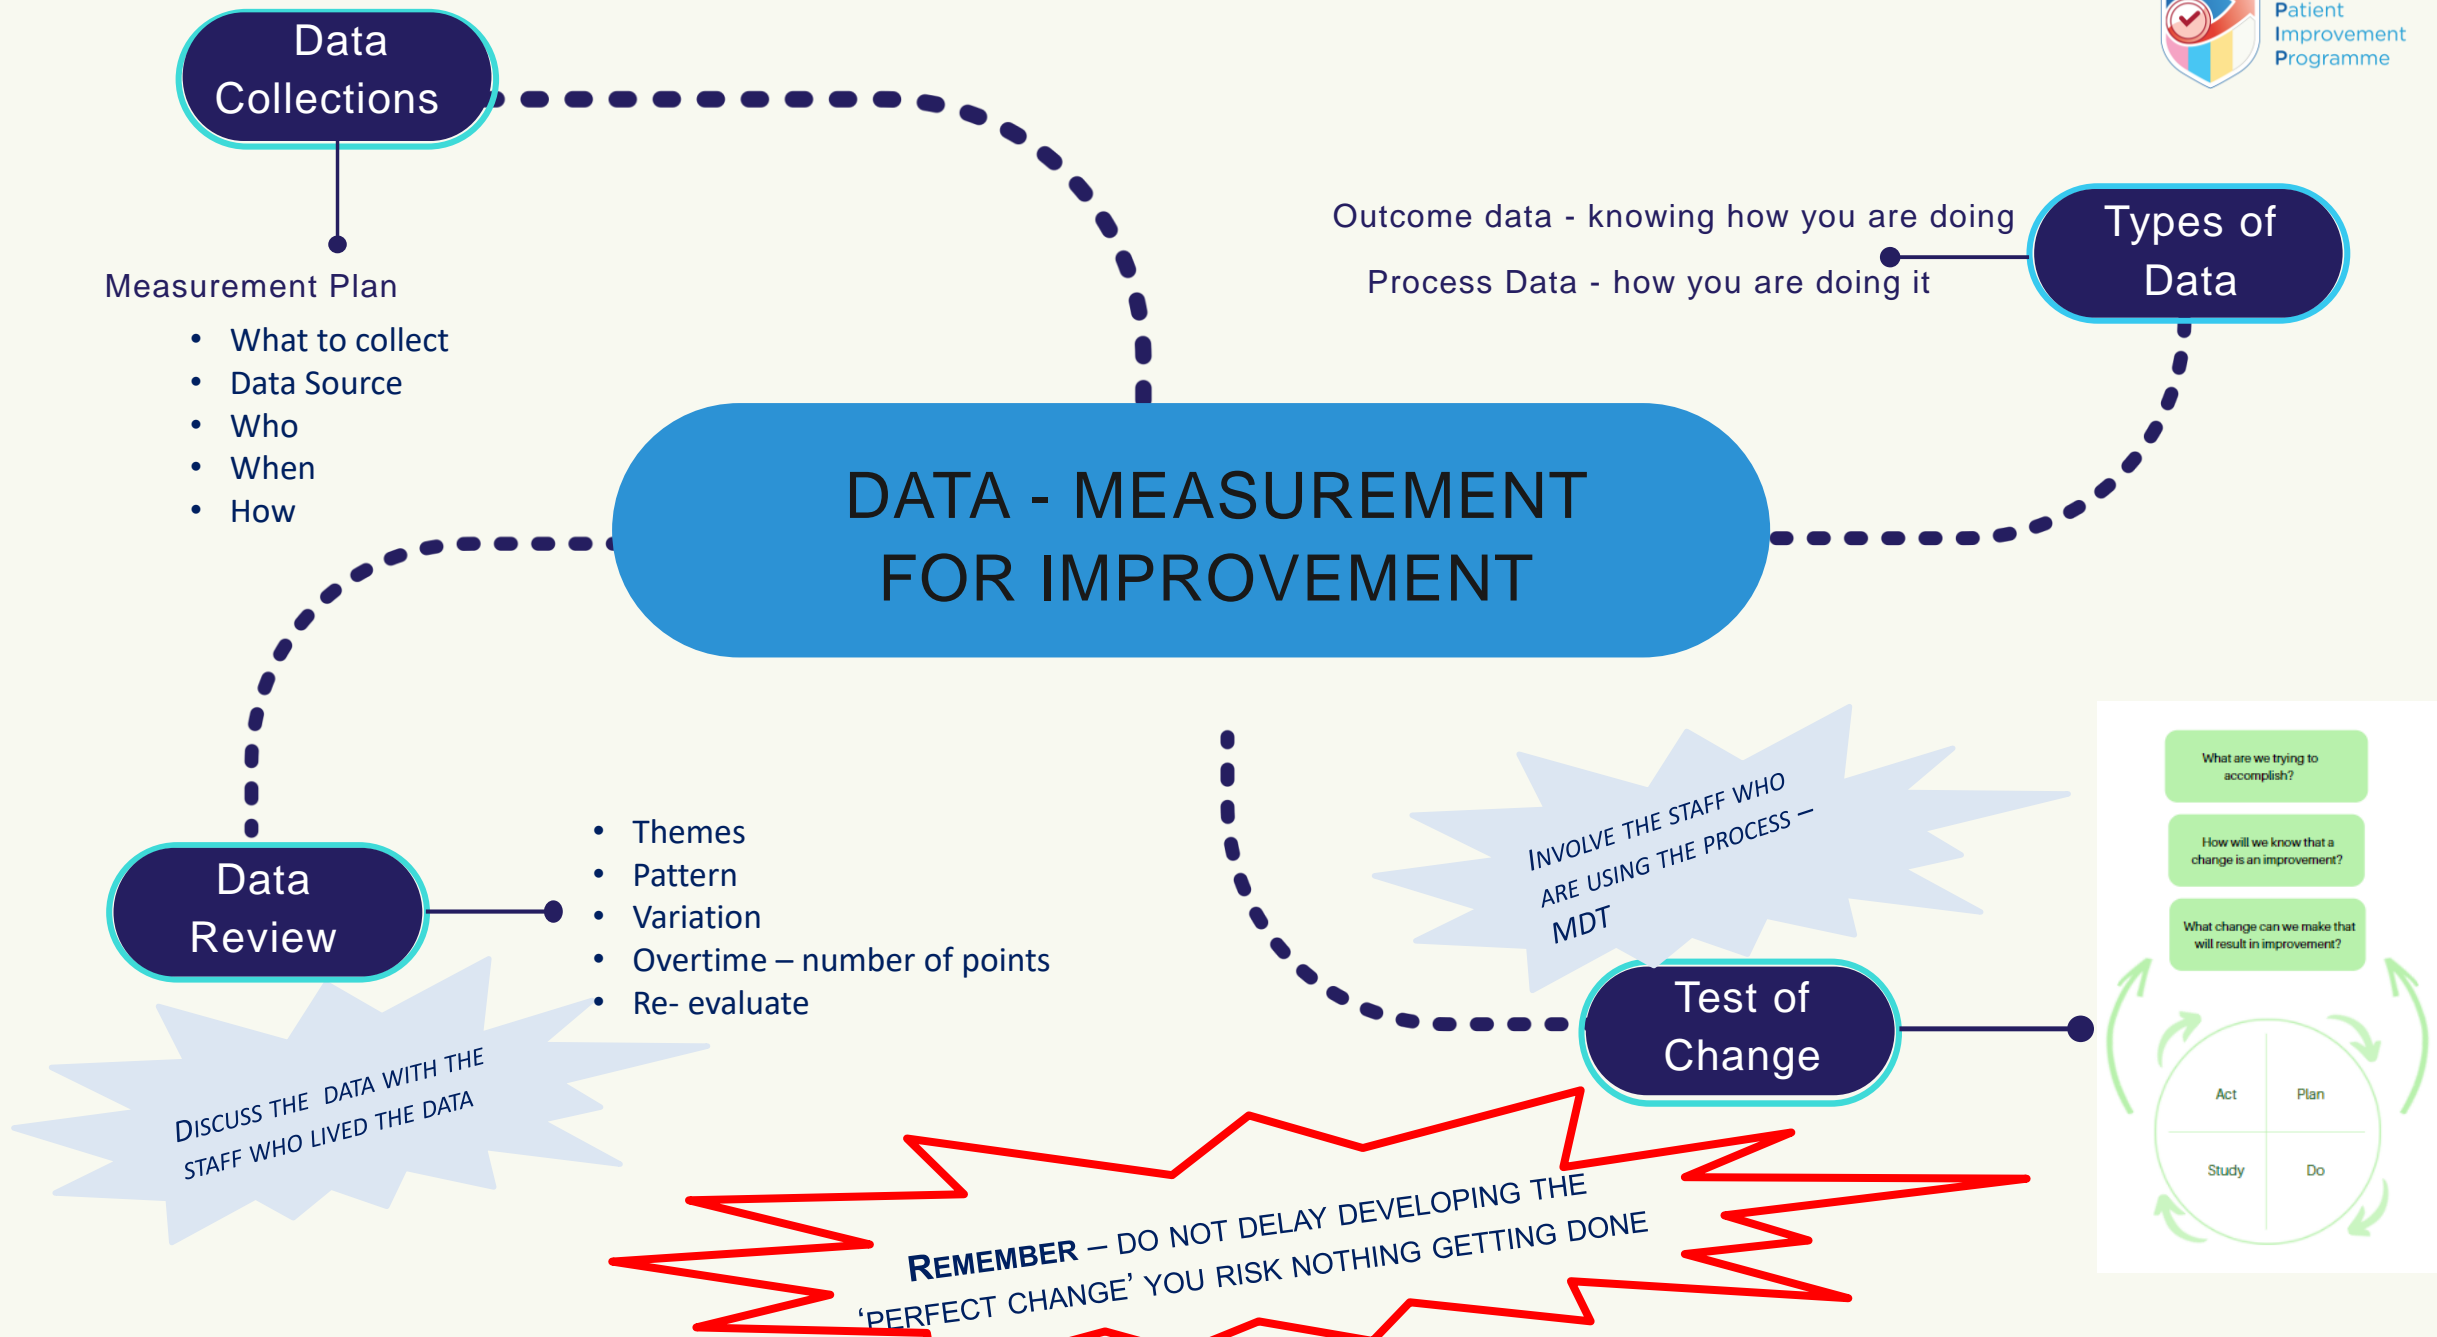 Patient
Improvement
Programme
Data
Collections
Measurement Plan
• What to collect
• Data Source
• Who
• When
• How
Outcome data - knowing how you are doing
Process Data - how you are doing it
Types of
Data
DATA - MEASUREMENT
FOR IMPROVEMENT
Data
Review
• Themes
• Pattern
• Variation
• Overtime – number of points
• Re- evaluate
DISCUSS THE DATA WITH THE
STAFF WHO LIVED THE DATA
INVOLVE THE STAFF WHO
ARE USING THE PROCESS –
MDT
Test of
Change
What are we trying to
accomplish?
How will we know that a
change is an improvement?
What change can we make that
will result in improvement?
Act
Plan
Study
Do
REMEMBER – DO NOT DELAY DEVELOPING THE
‘PERFECT CHANGE’ YOU RISK NOTHING GETTING DONE